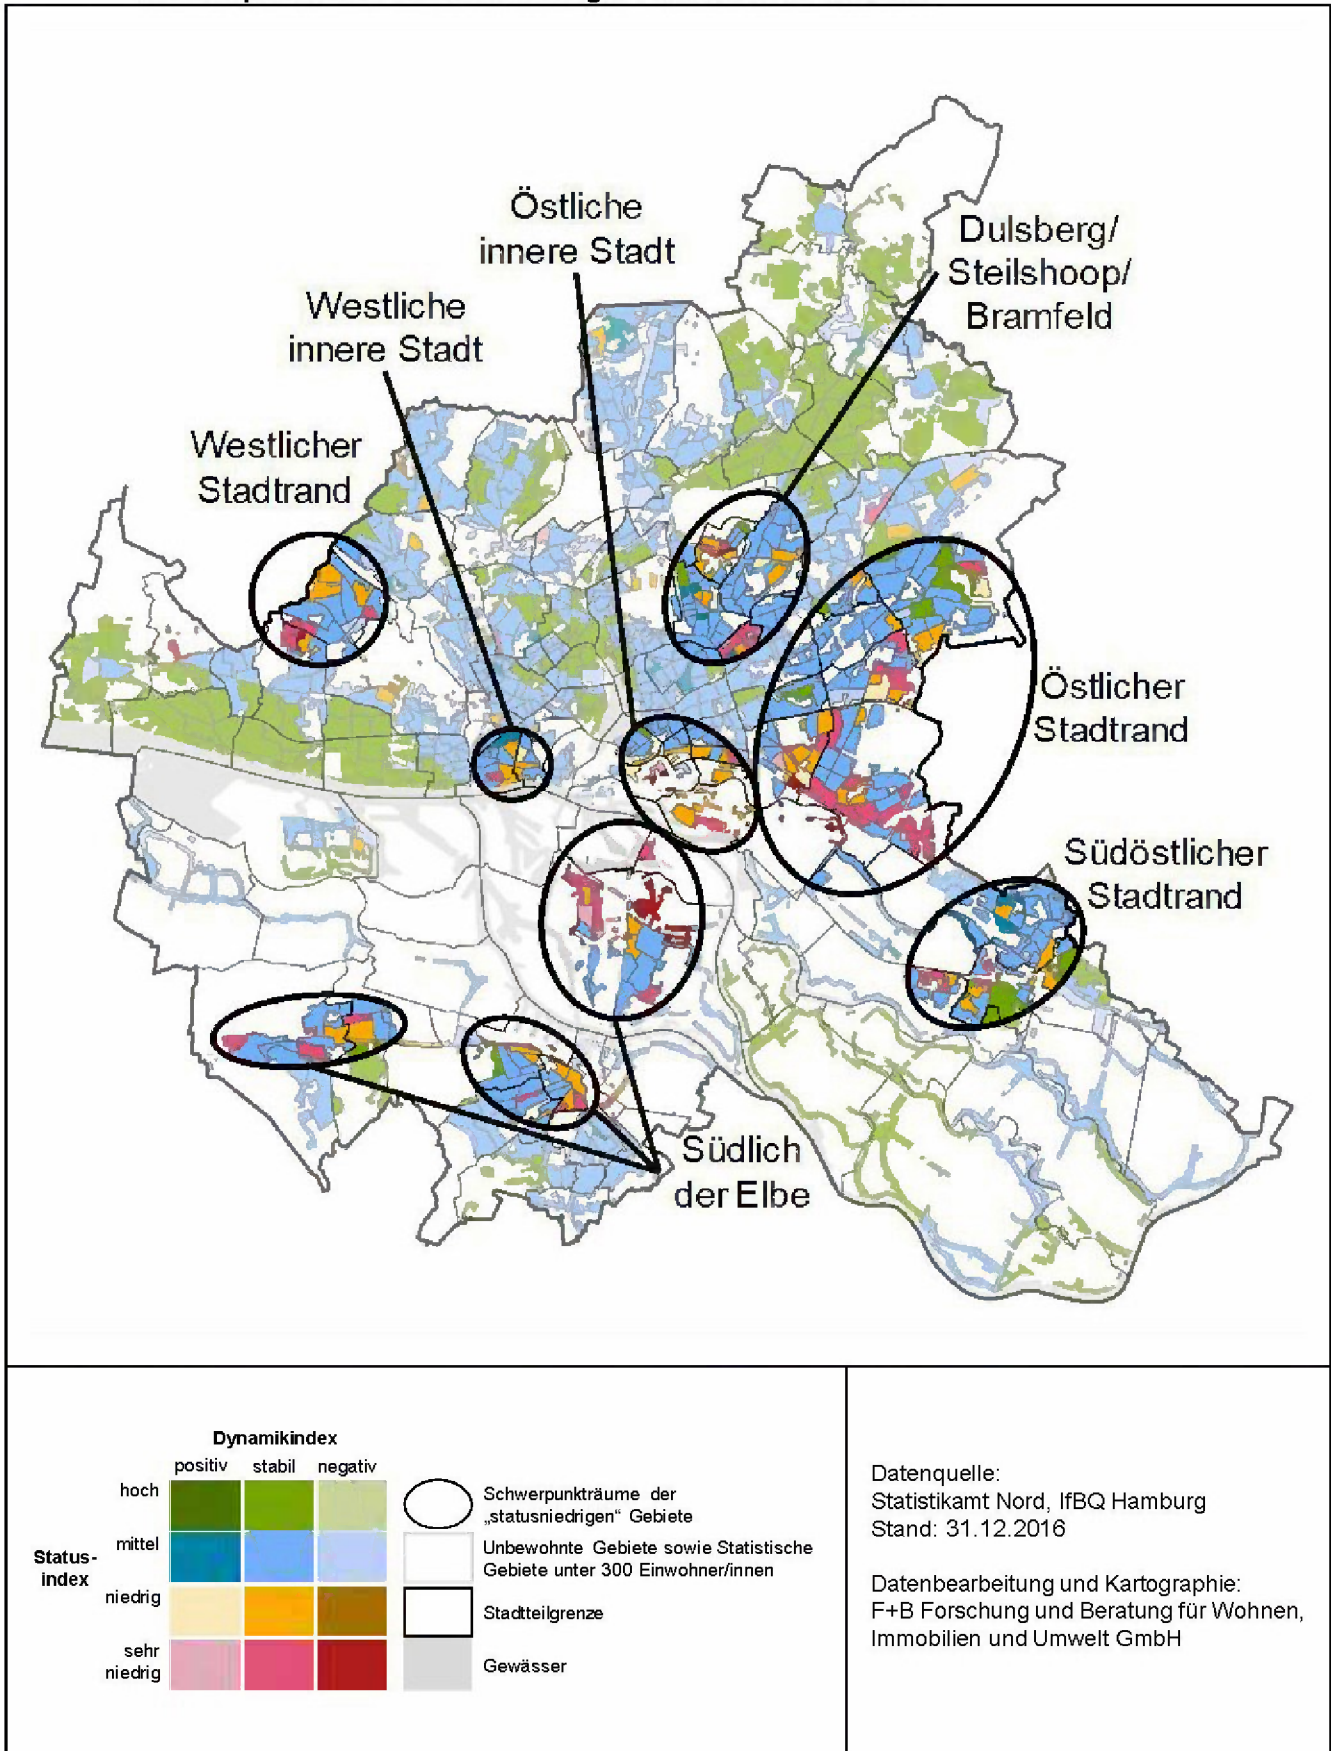 Östliche
innere Stadt
Dulsberg/
Steilshoop/
Bramfeld
Westliche
innere Stadt
Westlicher
Stadtrand
Östlicher
Stadtrand
Südöstlicher
Stadtrand
Südlich
der Elbe
Dynamikindex
positiv stabil negativ
hoch
mittel
Status-
index
niedrig
sehr
niedrig
Schwerpunkträume der
„statusniedrigen“ Gebiete
Unbewohnte Gebiete sowie Statistische
Gebiete unter 300 Einwohner/innen
Stadtteilgrenze
Gewässer
Datenquelle:
Statistikamt Nord, IfBQ Hamburg
Stand: 31.12.2016
Datenbearbeitung und Kartographie:
F+B Forschung und Beratung für Wohnen,
Immobilien und Umwelt GmbH